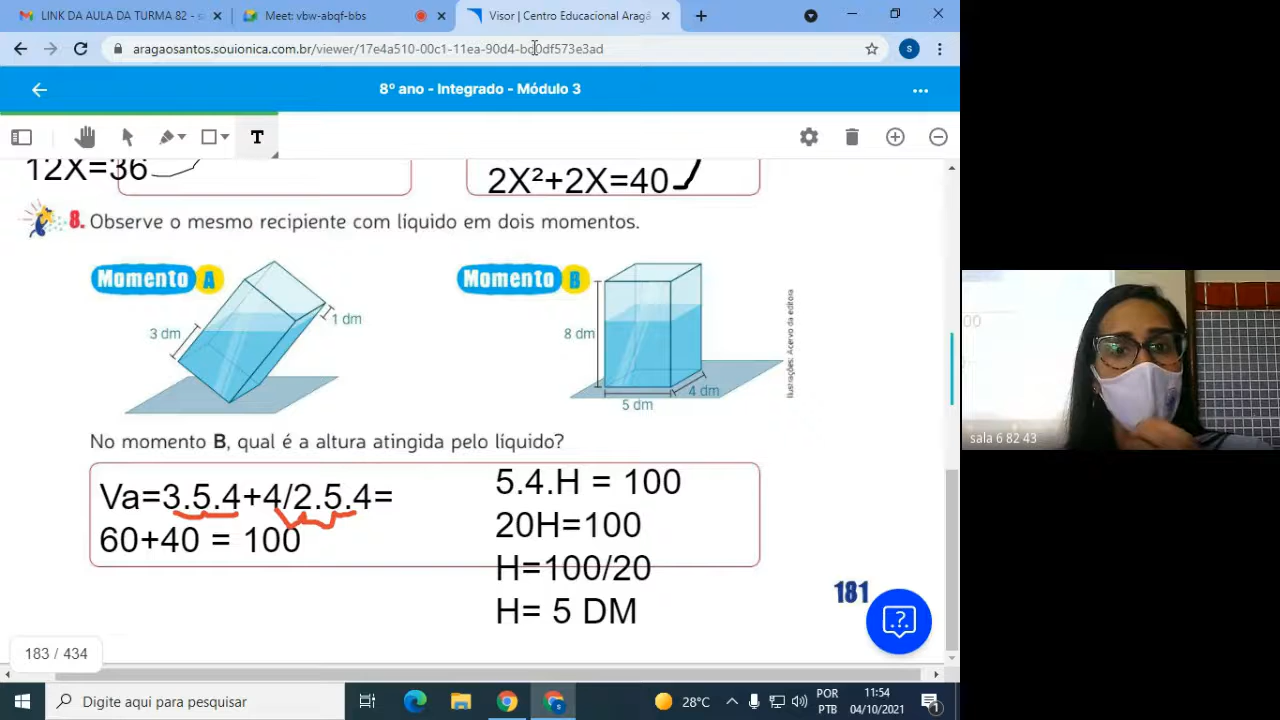 LINK DA AULA DA TURMA 82 - s
Meet: vbw-abqf-bbs
Visor | Centro Educacional Aragã
aragaosantos.souionica.com.br/viewer/17e4a510-00c1-11ea-90d4-bc0df573e3ad
s
8º ano - Integrado - Módulo 3
T
12X=36
2X²+2X=40
8. Observe o mesmo recipiente com líquido em dois momentos.
Momento A
Momento B
3 dm
1 dm
8 dm
4 dm
5 dm
Ilustrações: Acervo da editora
No momento B, qual é a altura atingida pelo líquido?
Va=3.5.4+4/2.5.4=
60+40 = 100
5.4.H = 100
20H=100
H=100/20
H= 5 DM
181
?
183 / 434
sala 6 82 43
Digite aqui para pesquisar
28°C
POR
PTB
11:54
04/10/2021
1